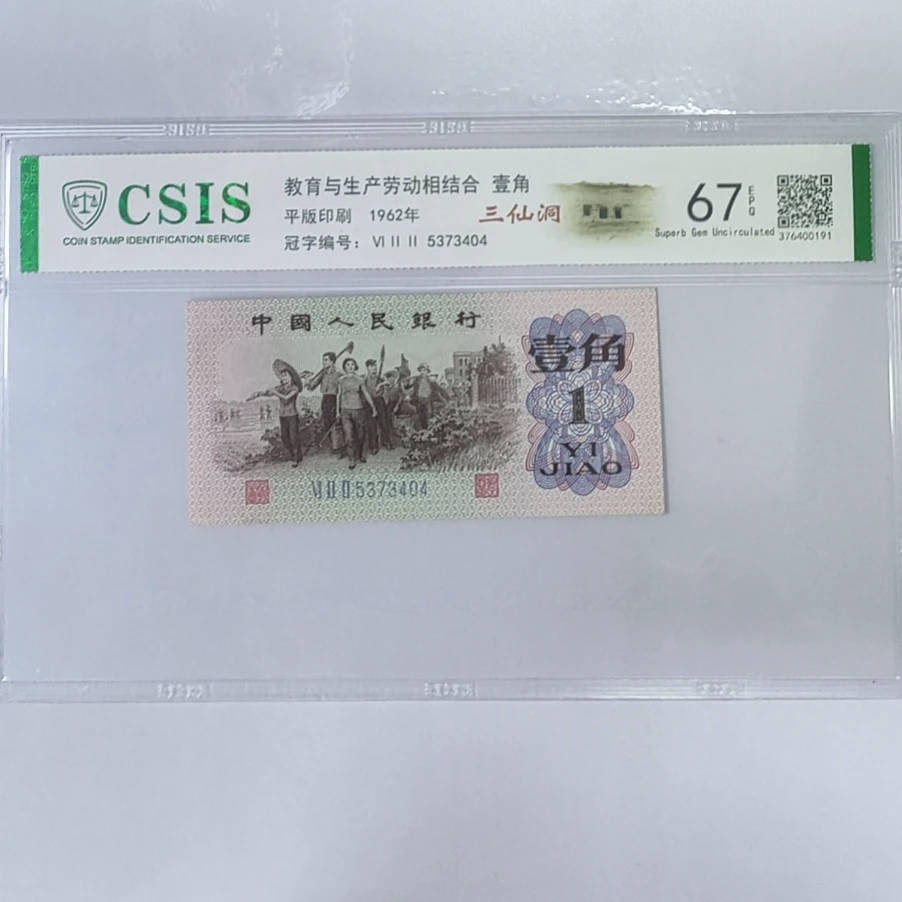 CSIS
COIN STAMP IDENTIFICATION SERVICE
教育与生产劳动相结合 壹角
平版印刷 1962年
三仙洞
冠字编号: VI II II 5373404
67 EPQ
Superb Gem Uncirculated
376400191
中國人民銀行
壹角
1
YI
JIAO
VI II II 5373404